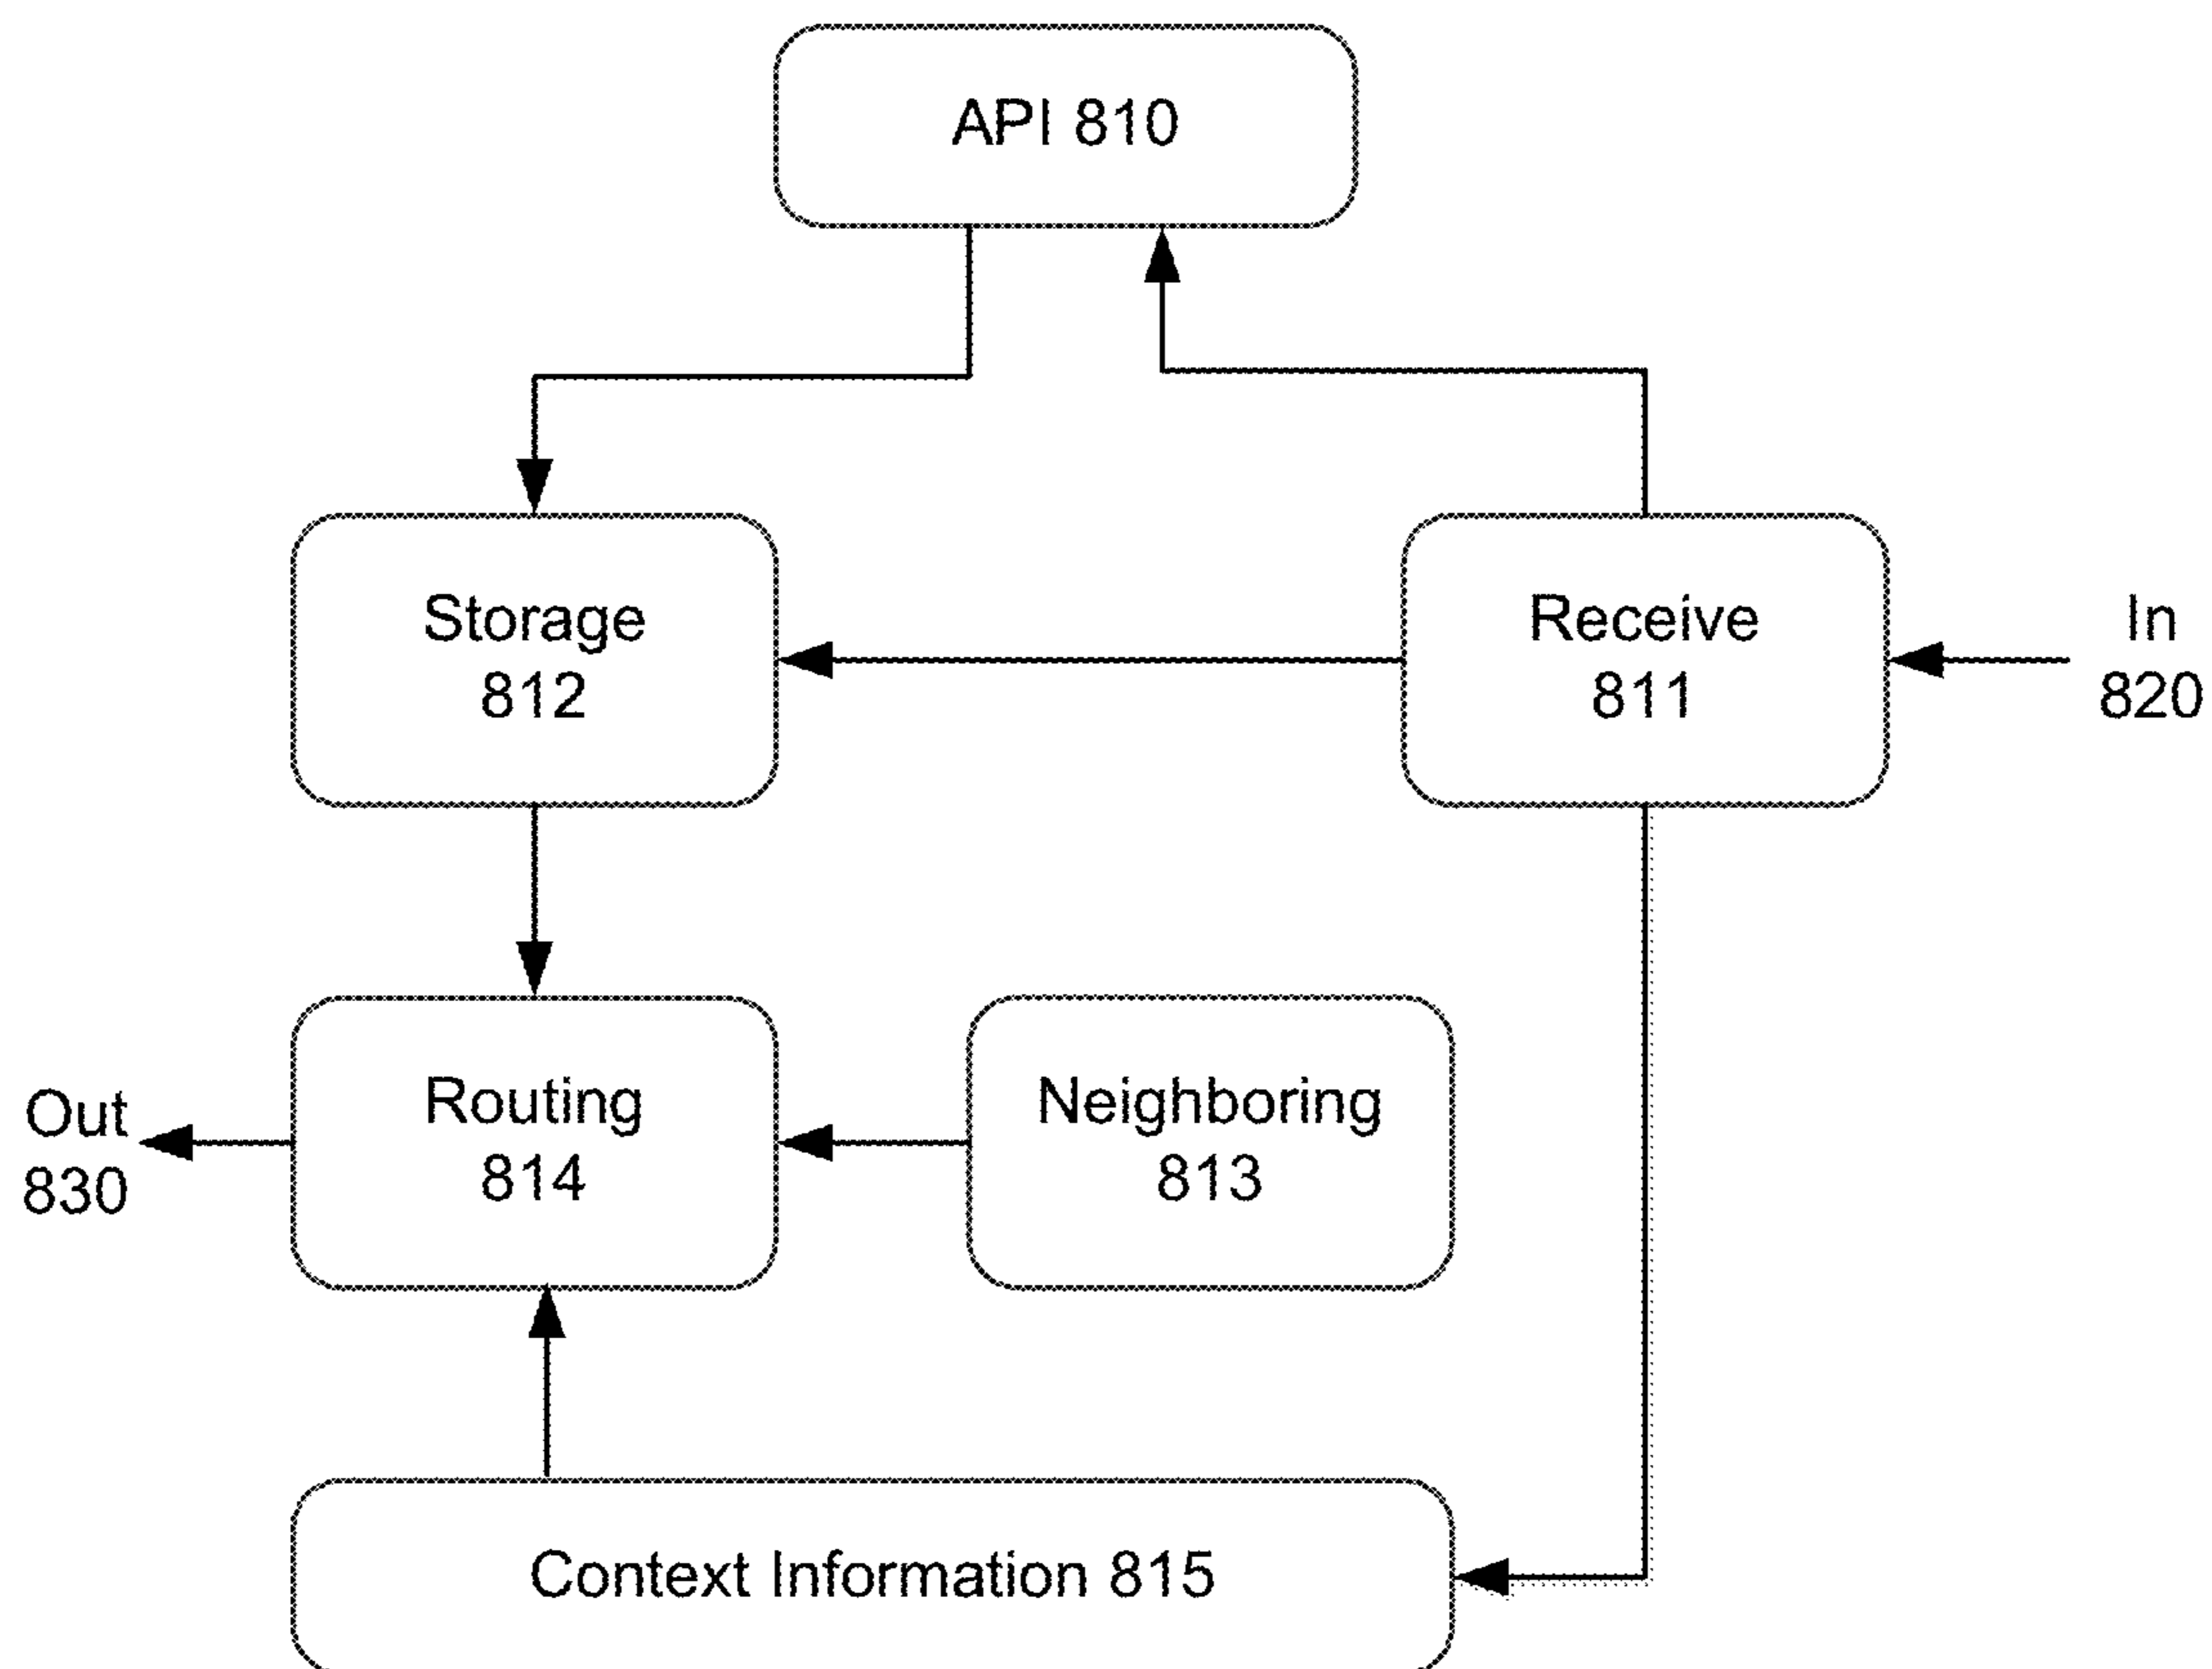 API 810
Storage
812
Receive
811
In
820
Out
830
Routing
814
Neighboring
813
Context Information 815